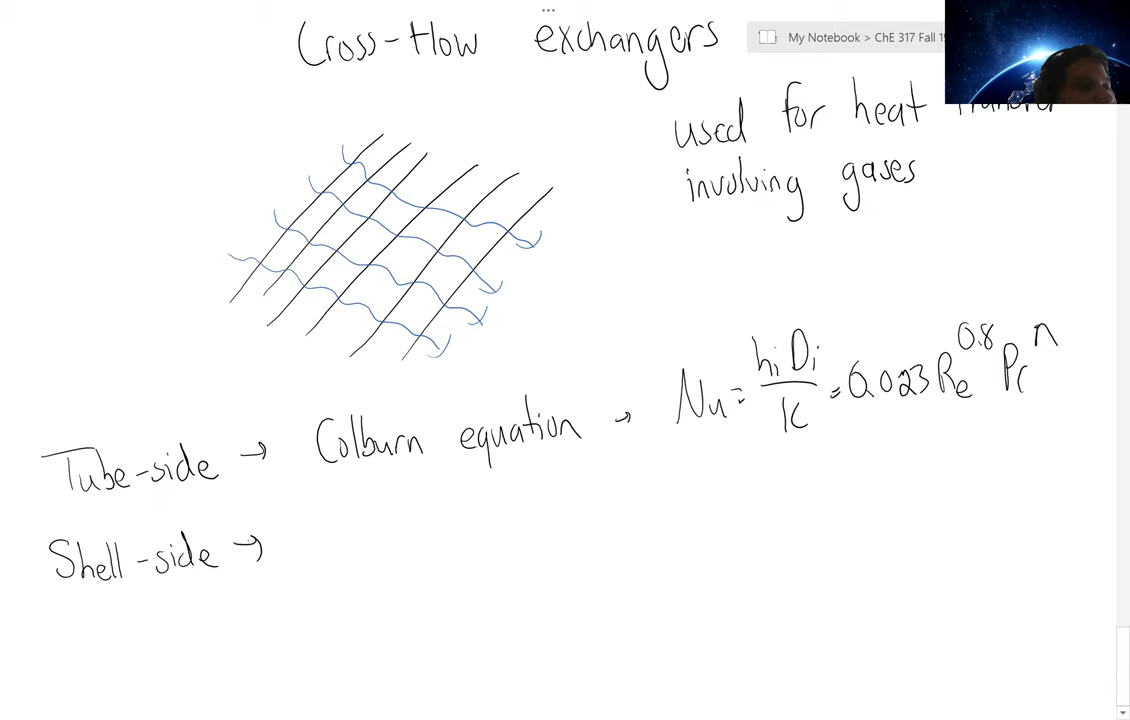 Cross-flow exchangers
My Notebook > ChE 317 Fall
used for heat
involving gases
Tube-side → Colburn equation → Nu = hi Di / k = 0.023 Re^0.8 Pr^n
Shell-side →